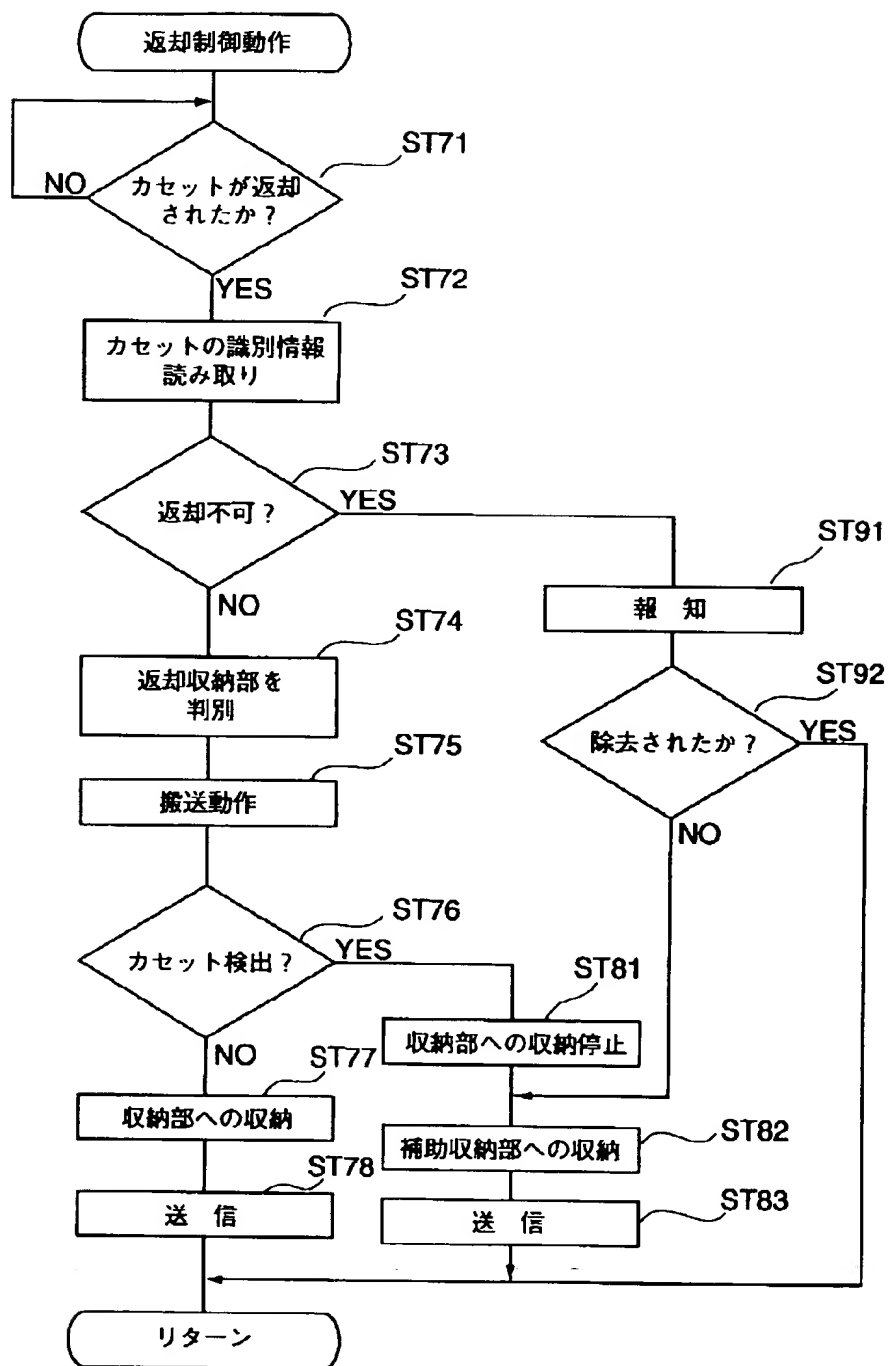 返却制御動作
ST71
NO
カセットが返却
されたか？
YES
ST72
カセットの識別情報
読み取り
ST73
返却不可？
YES
NO
ST91
報 知
ST74
返却収納部を
判別
ST92
除去されたか？
YES
NO
ST75
搬送動作
ST76
カセット検出？
YES
NO
ST81
収納部への収納停止
ST77
収納部への収納
ST82
補助収納部への収納
ST78
送 信
ST83
送 信
リターン